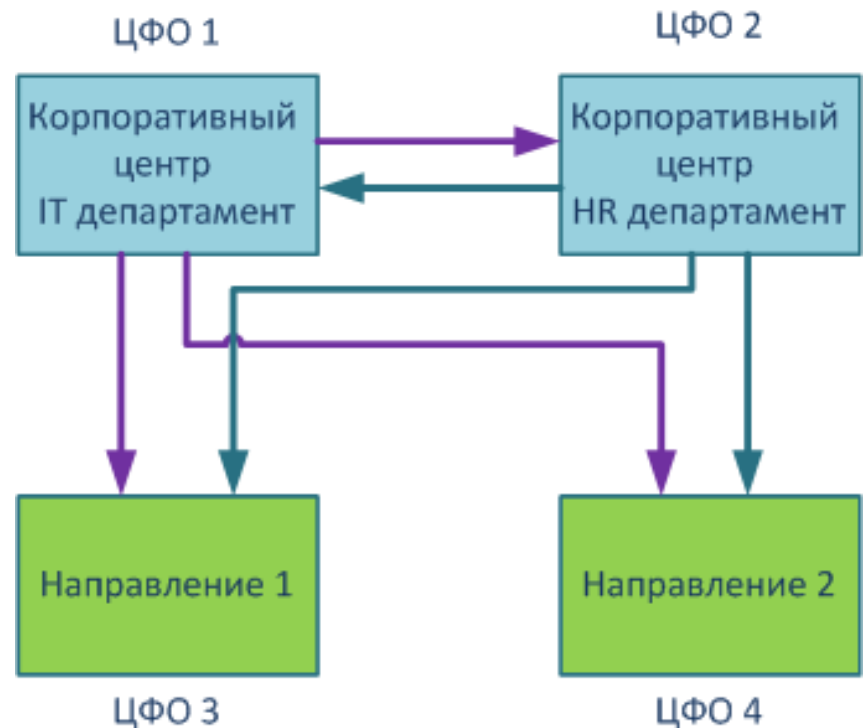 ЦФО 1
ЦФО 2
Корпоративный
центр
IT департамент
Корпоративный
центр
HR департамент
Направление 1
Направление 2
ЦФО 3
ЦФО 4